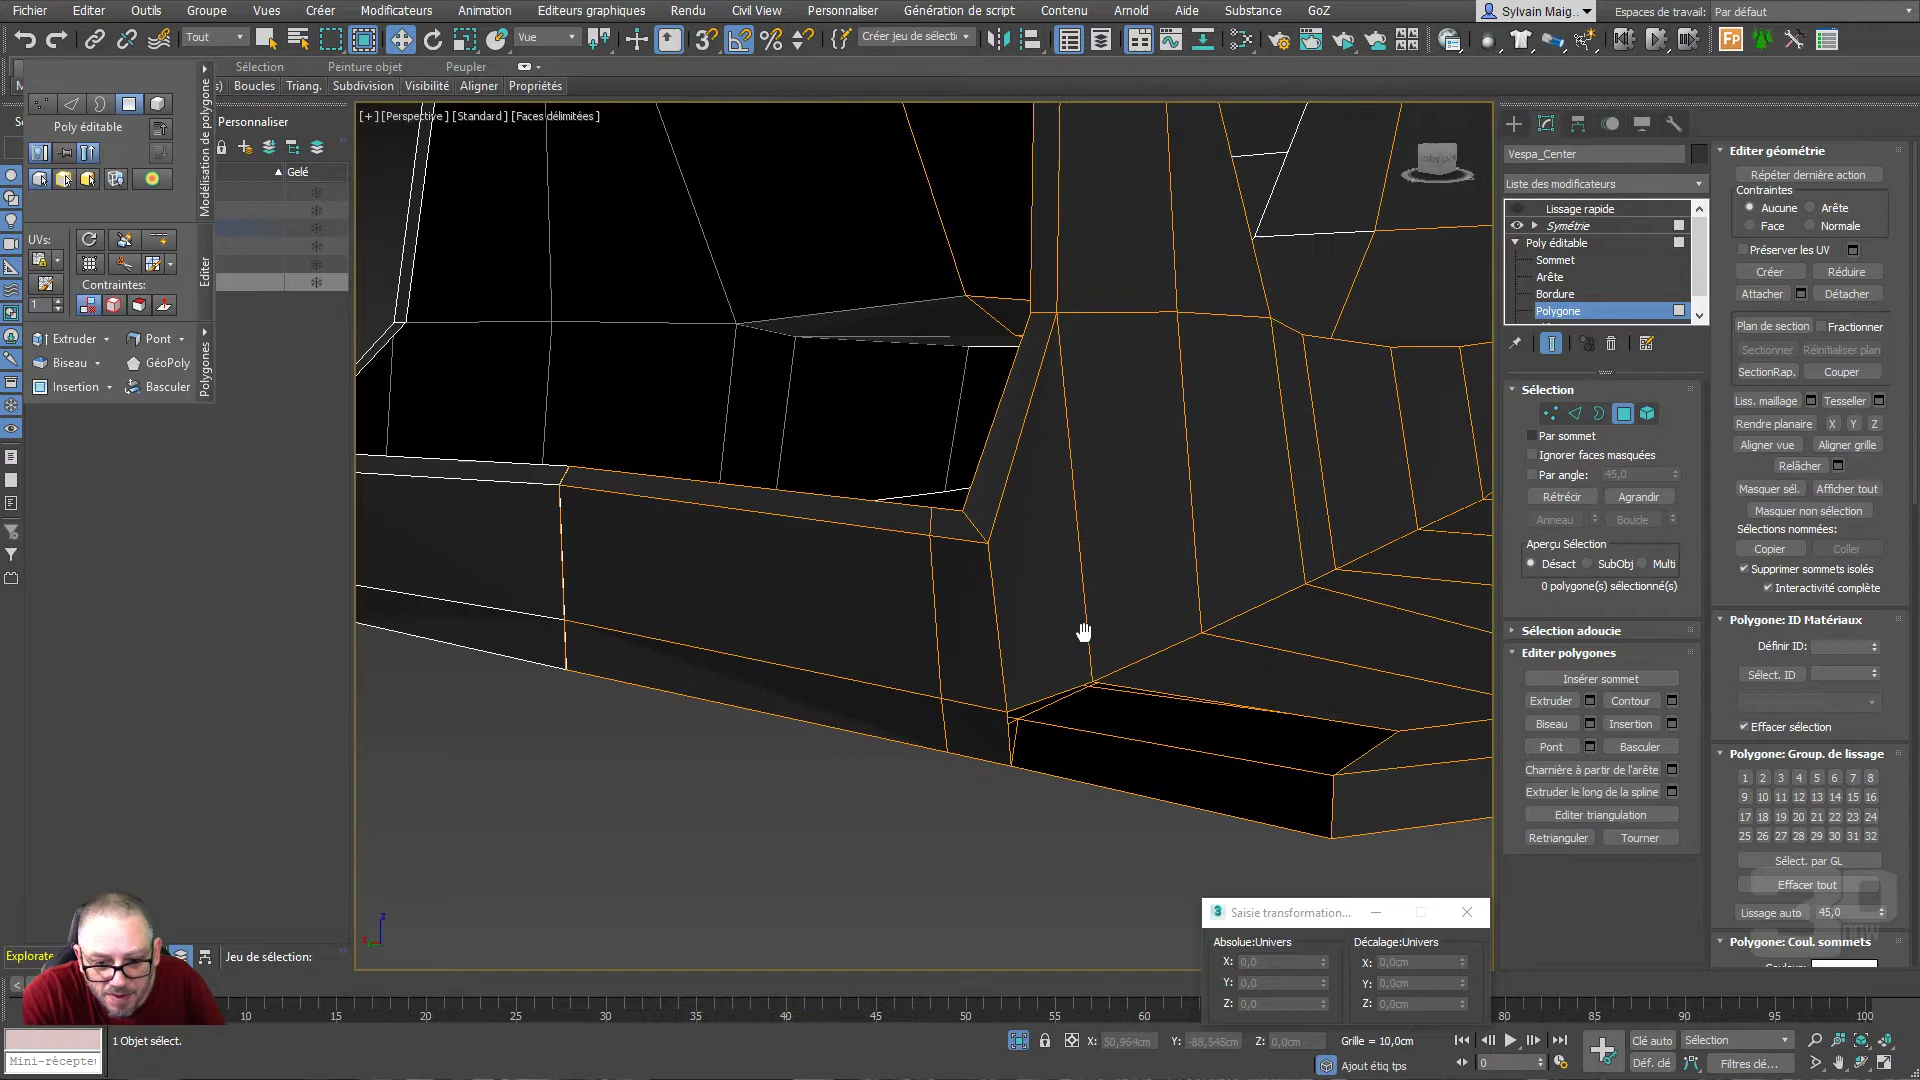 Fichier Editer Outils Groupe Vues Créer Modificateurs Animation Editeurs graphiques Rendu Civil View Personnaliser Génération de script Contenu Arnold Aide Substance GoZ
Sylvain Maig.. Espaces de travail: Par défaut
Tout Vue Créer jeu de sélectic
Sélection Peinture objet Peupler
Boucles Triang. Subdivision Visibilité Aligner Propriétés
Poly éditable
Modélisation de polygone
Personnaliser
Gelé
UVs:
1
Contraintes:
Editer
Extruder Pont
Biseau GéoPoly
Insertion Basculer
Polygones
[+] [Perspective ] [Standard ] [Faces délimitées ]
z
Vespa_Center
Liste des modificateurs
Lissage rapide
Symétrie
Poly éditable
Sommet
Arête
Bordure
Polygone
Sélection
Par sommet
Ignorer faces masquées
Par angle: 45,0
Rétrécir Agrandir
Anneau Boucle
Aperçu Sélection
Désact SubObj Multi
0 polygone(s) sélectionné(s)
Sélection adoucie
Editer polygones
Insérer sommet
Extruder Contour
Biseau Insertion
Pont Basculer
Charnière à partir de l'arête
Extruder le long de la spline
Editer triangulation
Retrianguler Tourner
Editer géométrie
Répéter dernière action
Contraintes
Aucune Arête
Face Normale
Préserver les UV
Créer Réduire
Attacher Détacher
Plan de section Fractionner
Sectionner Réinitialiser plan
SectionRap. Couper
Liss. maillage Tesseller
Rendre planaire X Y Z
Aligner vue Aligner grille
Relâcher
Masquer sél. Afficher tout
Masquer non sélection
Sélections nommées:
Copier Coller
Supprimer sommets isolés
Interactivité complète
Polygone: ID Matériaux
Définir ID:
Sélect. ID
Effacer sélection
Polygone: Group. de lissage
1 2 3 4 5 6 7 8
9 10 11 12 13 14 15 16
17 18 19 20 21 22 23 24
25 26 27 28 29 30 31 32
Sélect. par GL
Effacer tout
Lissage auto 45,0
Polygone: Coul. sommets
3 Saisie transformation...
Absolue:Univers Décalage:Univers
X: 0,0 X: 0,0cm
Y: 0,0 Y: 0,0cm
Z: 0,0 Z: 0,0cm
Explorate Jeu de sélection:
10 15 20 25 30 35 40 45 50 55 60 65 80 85 90 95 100
1 Objet sélect.
Mini-récepteu
X: 50,964cm Y: -88,545cm Z: 0,0cm Grille = 10,0cm
Ajout étiq tps
0
Clé auto Sélection
Déf. clé Filtres clé...